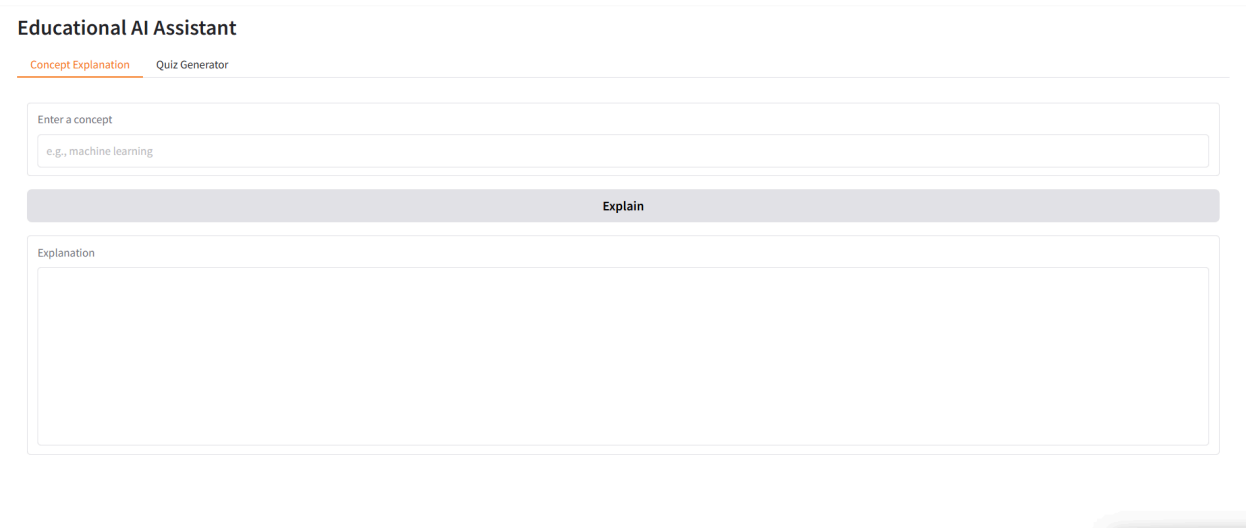 Educational AI Assistant
Concept Explanation Quiz Generator
Enter a concept
e.g., machine learning
Explain
Explanation